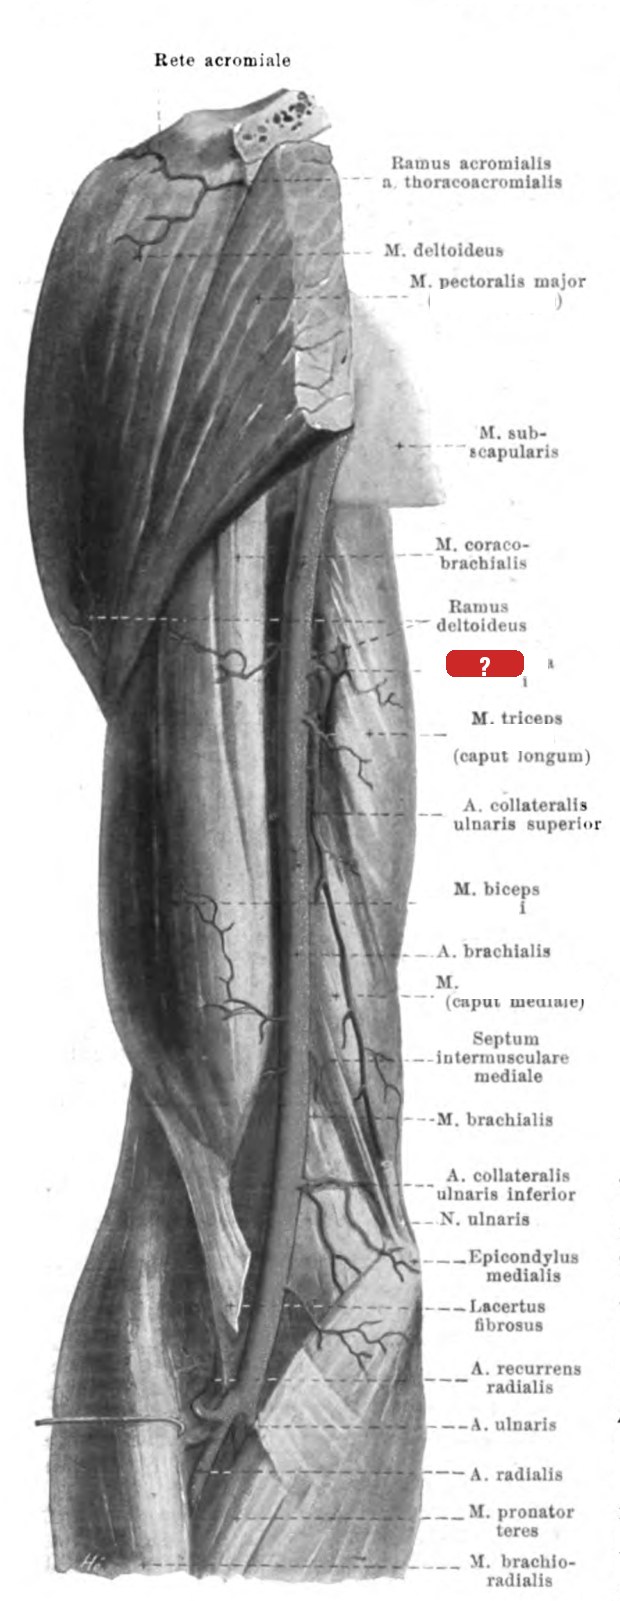 Rete acromiale
Ramus acromialis
a. thoracoacromialis
M. deltoideus
M. pectoralis major
( )
M. sub-
scapularis
M. coraco-
brachialis
Ramus
deltoideus
?
a
i
M. triceps
(caput longum)
A. collateralis
ulnaris superior
M. biceps
i
A. brachialis
M.
(caput mediale)
Septum
intermusculare
mediale
M. brachialis
A. collateralis
ulnaris inferior
N. ulnaris
Epicondylus
medialis
Lacertus
fibrosus
A. recurrens
radialis
A. ulnaris
A. radialis
M. pronator
teres
M. brachio-
radialis